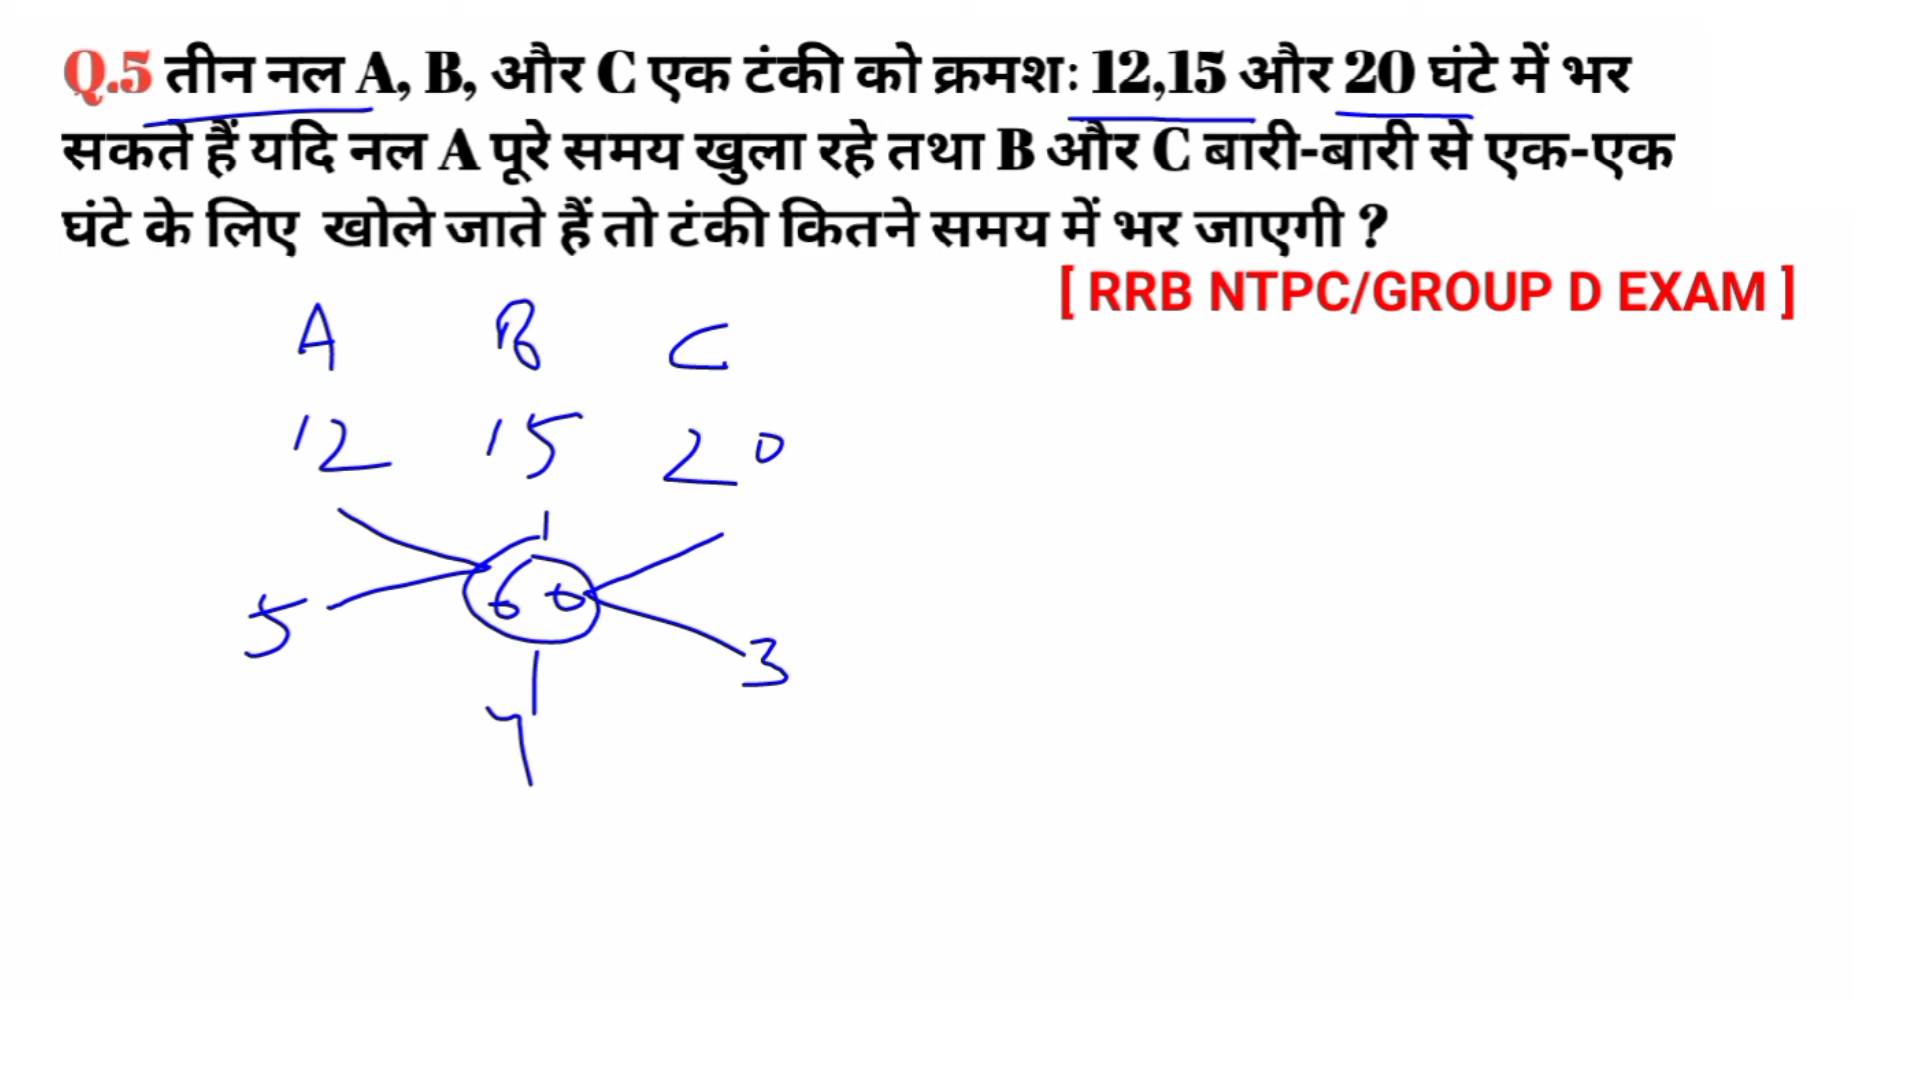 Q.5 तीन नल A, B, और C एक टंकी को क्रमशः 12,15 और 20 घंटे में भर
सकते हैं यदि नल A पूरे समय खुला रहे तथा B और C बारी-बारी से एक-एक
घंटे के लिए खोले जाते हैं तो टंकी कितने समय में भर जाएगी ?
[ RRB NTPC/GROUP D EXAM ]
A B C
12 15 20
60
5 3
4